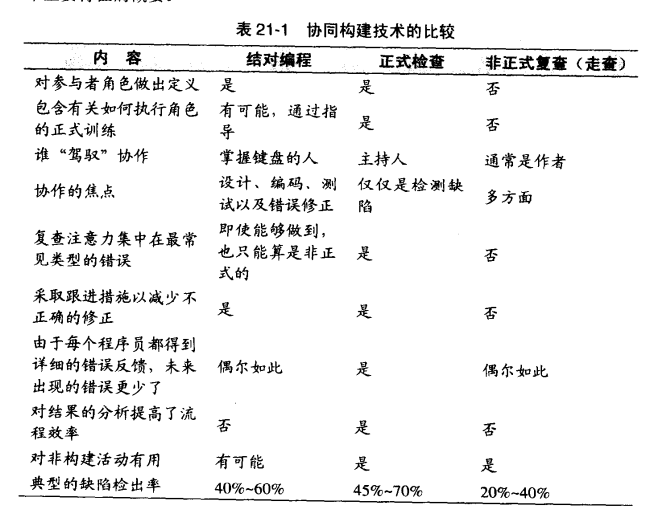 表 21-1 协同构建技术的比较
内 容 结对编程 正式检查 非正式复查（走查）
对参与者角色做出定义 是 是 否
包含有关如何执行角色 有可能，通过指
的正式训练 导 是 否
谁“驾驭”协作 掌握键盘的人 主持人 通常是作者
协作的焦点 设计、编码、测 仅仅是检测缺 多方面
试以及错误修正 陷
复查注意力集中在最常 即使能够做到，
见类型的错误 也只能算是非正 是 否
式的
采取跟进措施以减少不 是 是 否
正确的修正
由于每个程序员都得到
详细的错误反馈，未来 偶尔如此 是 偶尔如此
出现的错误更少了
对结果的分析提高了流 否 是 否
程效率
对非构建活动有用 有可能 是 是
典型的缺陷检出率 40%~60% 45%~70% 20%~40%